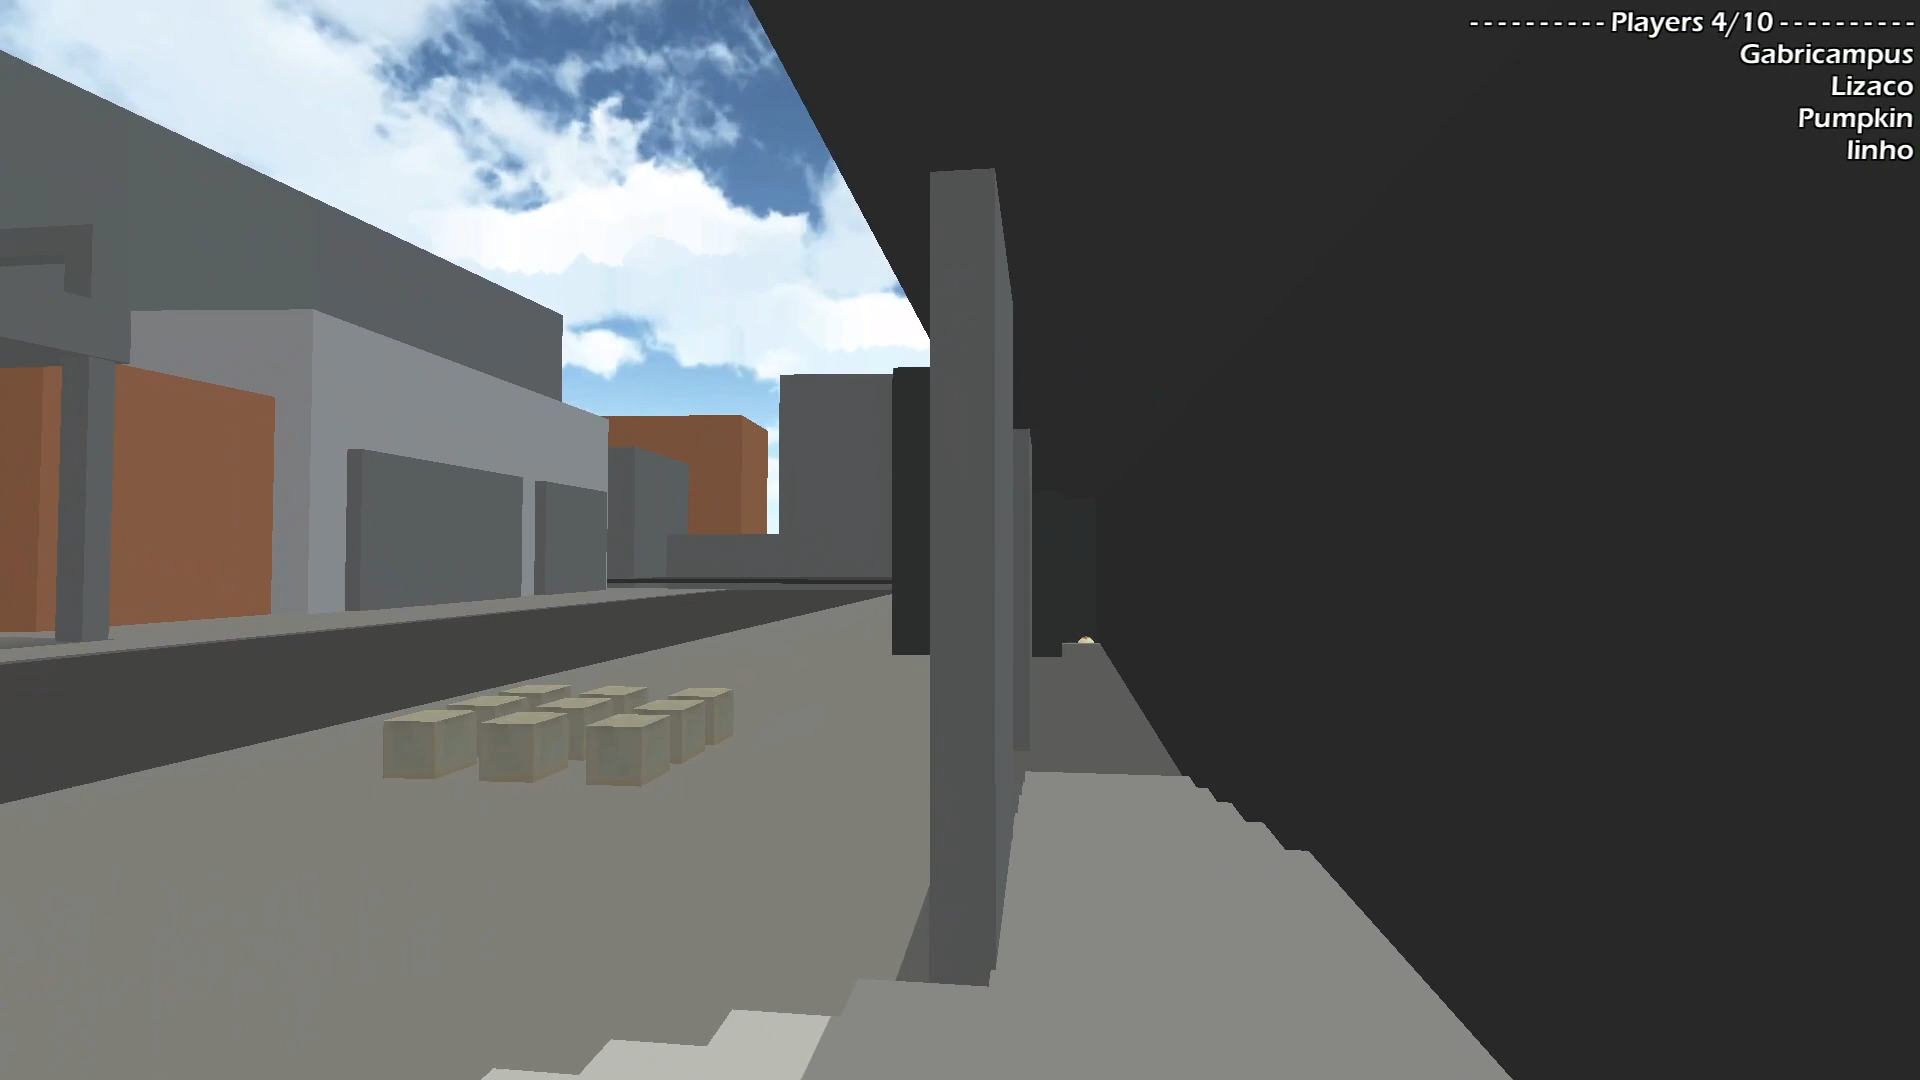 ---------- Players 4/10 ----------
Gabricampus
Lizaco
Pumpkin
linho